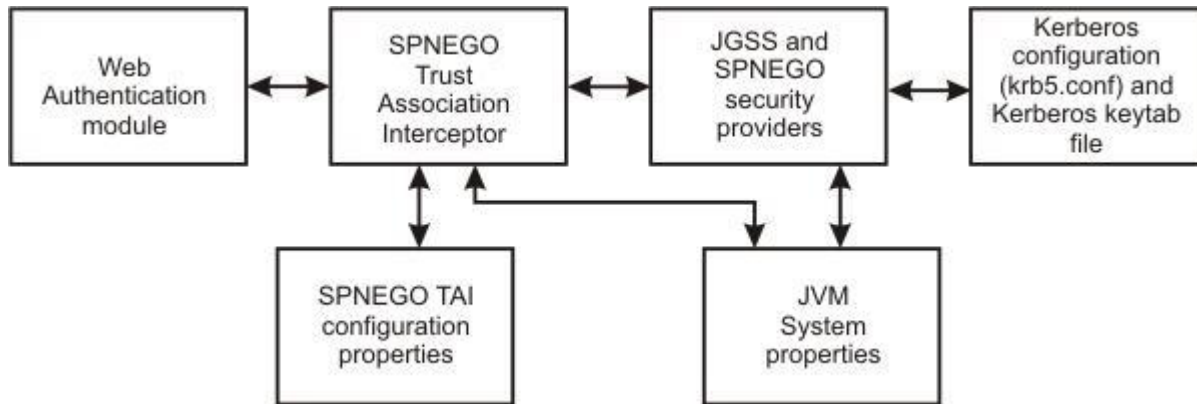 Web
Authentication
module
SPNEGO
Trust
Association
Interceptor
JGSS and
SPNEGO
security
providers
Kerberos
configuration
(krb5.conf) and
Kerberos keytab
file
SPNEGO TAI
configuration
properties
JVM
System
properties